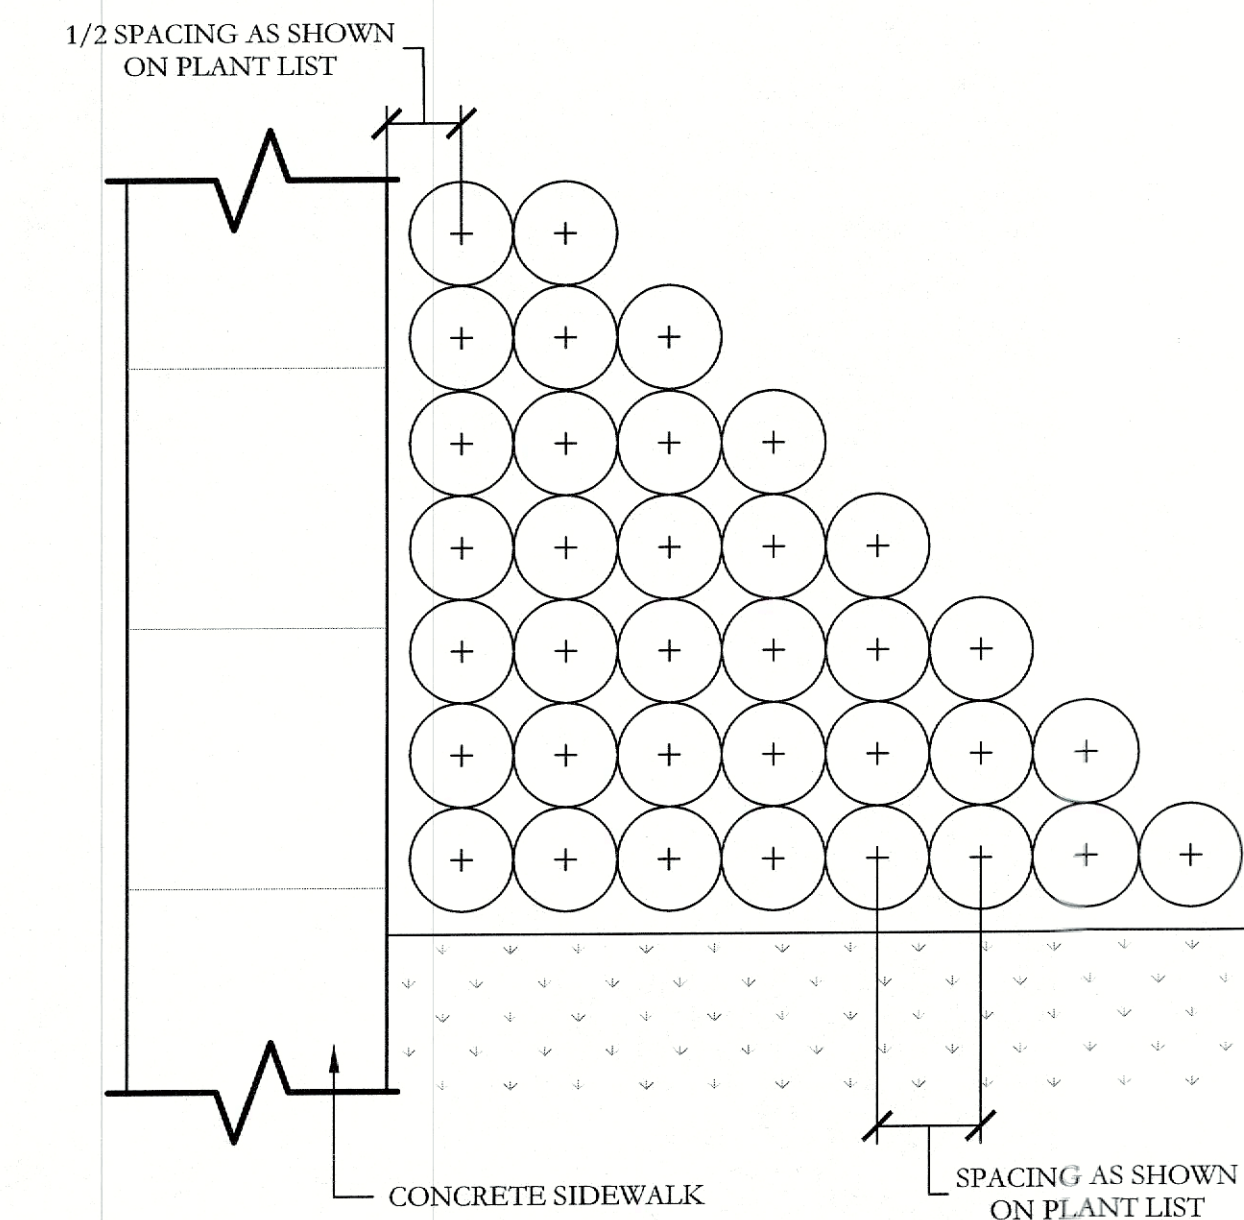 1/2 SPACING AS SHOWN
ON PLANT LIST
CONCRETE SIDEWALK
SPACING AS SHOWN
ON PLANT LIST